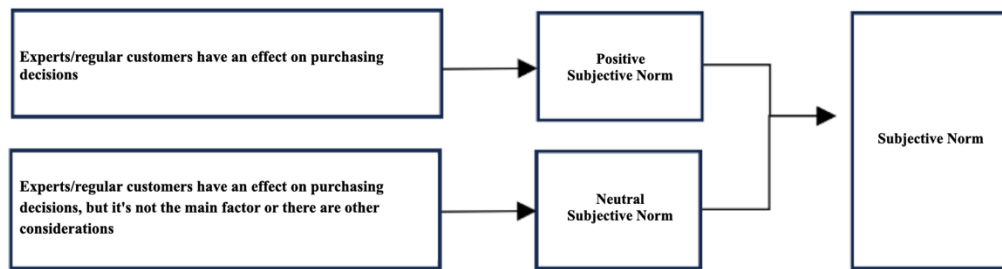 Experts/regular customers have an effect on purchasing
decisions
Positive
Subjective Norm
Subjective Norm
Experts/regular customers have an effect on purchasing
decisions, but it's not the main factor or there are other
considerations
Neutral
Subjective Norm